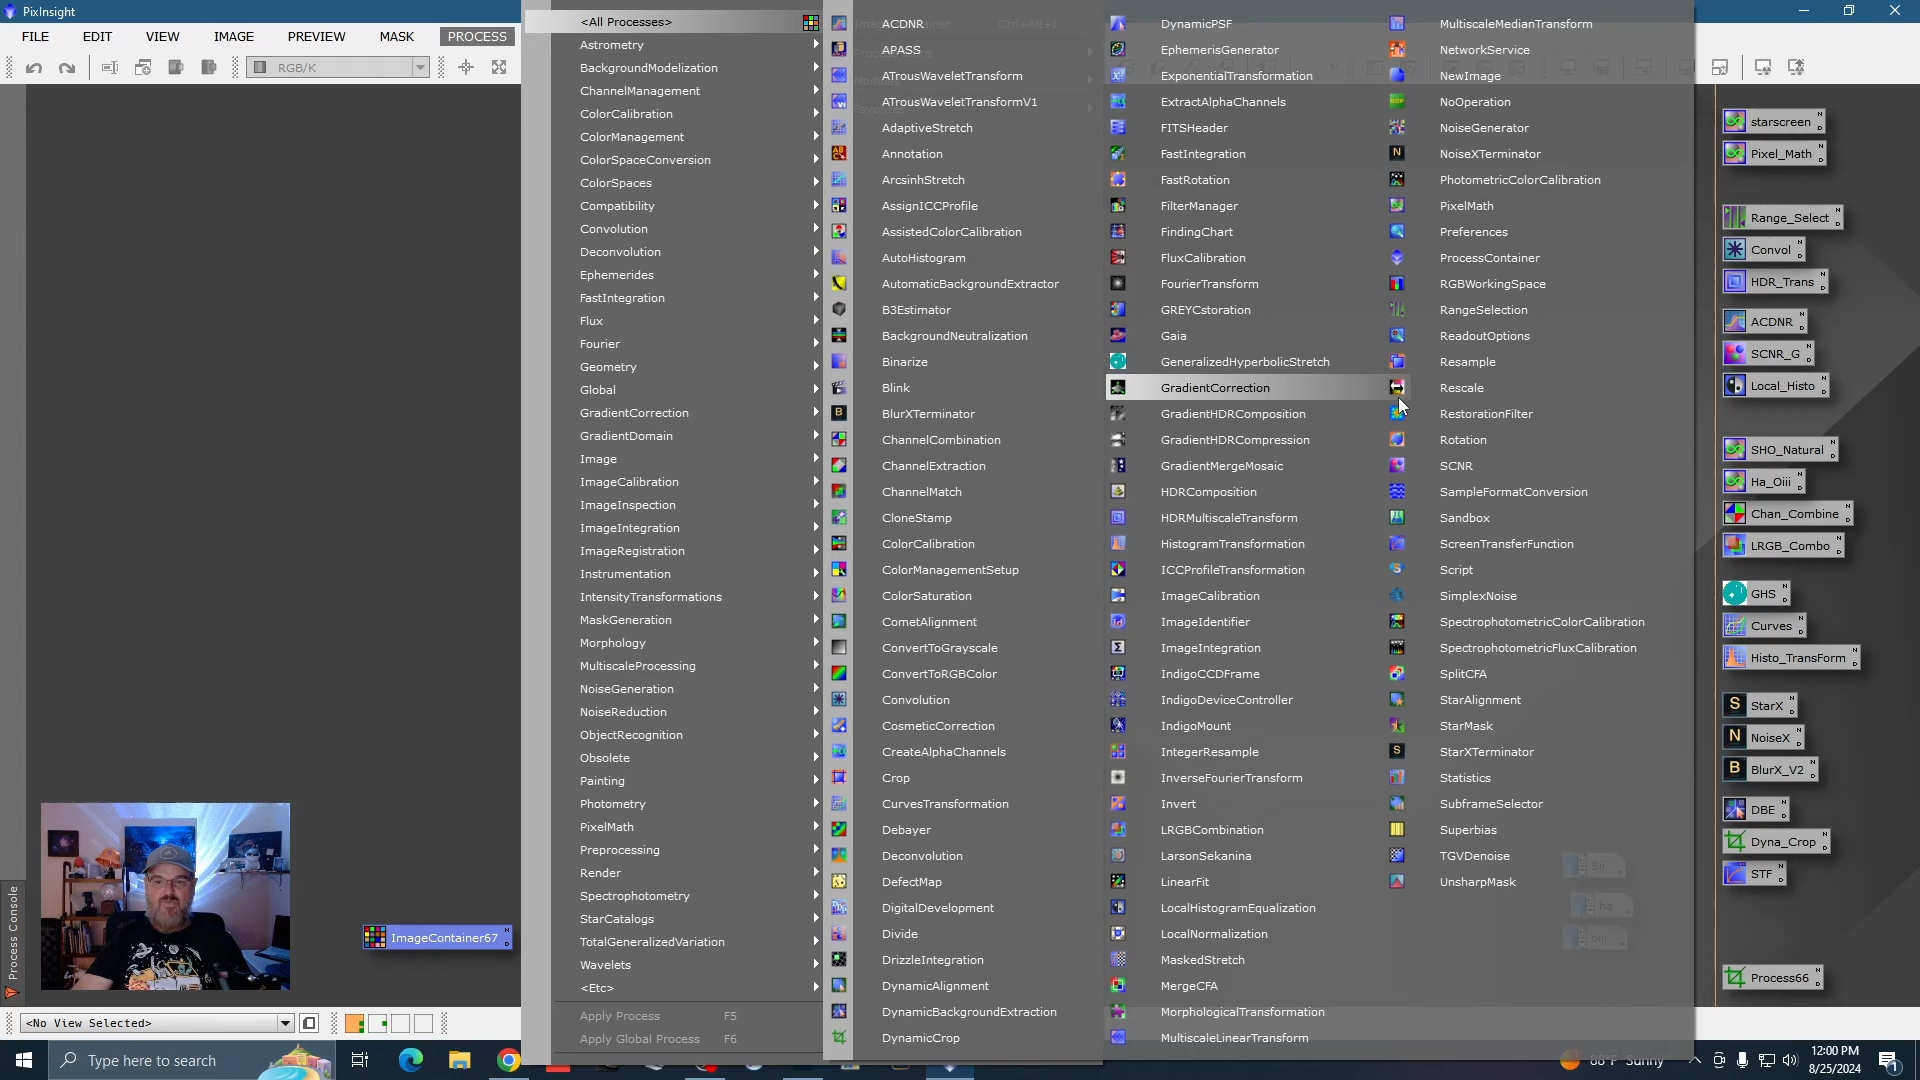 PixInsight
FILE
EDIT
VIEW
IMAGE
PREVIEW
MASK
PROCESS
RGB/K
<All Processes>
Astrometry
BackgroundModelization
ChannelManagement
ColorCalibration
ColorManagement
ColorSpaceConversion
ColorSpaces
Compatibility
Convolution
Deconvolution
Ephemerides
FastIntegration
Flux
Fourier
Geometry
Global
GradientCorrection
GradientDomain
Image
ImageCalibration
ImageInspection
ImageIntegration
ImageRegistration
Instrumentation
IntensityTransformations
MaskGeneration
Morphology
MultiscaleProcessing
NoiseGeneration
NoiseReduction
ObjectRecognition
Obsolete
Painting
Photometry
PixelMath
Preprocessing
Render
Spectrophotometry
StarCatalogs
TotalGeneralizedVariation
Wavelets
<Etc>
Apply Process F5
Apply Global Process F6
ACDNR
APASS
ATrousWaveletTransform
ATrousWaveletTransformV1
AdaptiveStretch
Annotation
ArcsinhStretch
AssignICCProfile
AssistedColorCalibration
AutoHistogram
AutomaticBackgroundExtractor
B3Estimator
BackgroundNeutralization
Binarize
Blink
BlurXTerminator
ChannelCombination
ChannelExtraction
ChannelMatch
CloneStamp
ColorCalibration
ColorManagementSetup
ColorSaturation
CometAlignment
ConvertToGrayscale
ConvertToRGBColor
Convolution
CosmeticCorrection
CreateAlphaChannels
Crop
CurvesTransformation
Debayer
Deconvolution
DefectMap
DigitalDevelopment
Divide
DrizzleIntegration
DynamicAlignment
DynamicBackgroundExtraction
DynamicCrop
DynamicPSF
EphemerisGenerator
ExponentialTransformation
ExtractAlphaChannels
FITSHeader
FastIntegration
FastRotation
FilterManager
FindingChart
FluxCalibration
FourierTransform
GREYCstoration
Gaia
GeneralizedHyperbolicStretch
GradientCorrection
GradientHDRComposition
GradientHDRCompression
GradientMergeMosaic
HDRComposition
HDRMultiscaleTransform
HistogramTransformation
ICCProfileTransformation
ImageCalibration
ImageIdentifier
ImageIntegration
IndigoCCDFrame
IndigoDeviceController
IndigoMount
IntegerResample
InverseFourierTransform
Invert
LRGBCombination
LarsonSekanina
LinearFit
LocalHistogramEqualization
LocalNormalization
MaskedStretch
MergeCFA
MorphologicalTransformation
MultiscaleLinearTransform
MultiscaleMedianTransform
NetworkService
NewImage
NoOperation
NoiseGenerator
NoiseXTerminator
PhotometricColorCalibration
PixelMath
Preferences
ProcessContainer
RGBWorkingSpace
RangeSelection
ReadoutOptions
Resample
Rescale
RestorationFilter
Rotation
SCNR
SampleFormatConversion
Sandbox
ScreenTransferFunction
Script
SimplexNoise
SpectrophotometricColorCalibration
SpectrophotometricFluxCalibration
SplitCFA
StarAlignment
StarMask
StarXTerminator
Statistics
SubframeSelector
Superbias
TGVDenoise
UnsharpMask
starscreen
Pixel_Math
Range_Select
Convol
HDR_Trans
ACDNR
SCNR_G
Local_Histo
SHO_Natural
Ha_Oiii
Chan_Combine
LRGB_Combo
GHS
Curves
Histo_TransForm
StarX
NoiseX
BlurX_V2
DBE
Dyna_Crop
STF
Process66
ha
ImageContainer67
Process Console
<No View Selected>
Type here to search
88°F Sunny
12:00 PM
8/25/2024